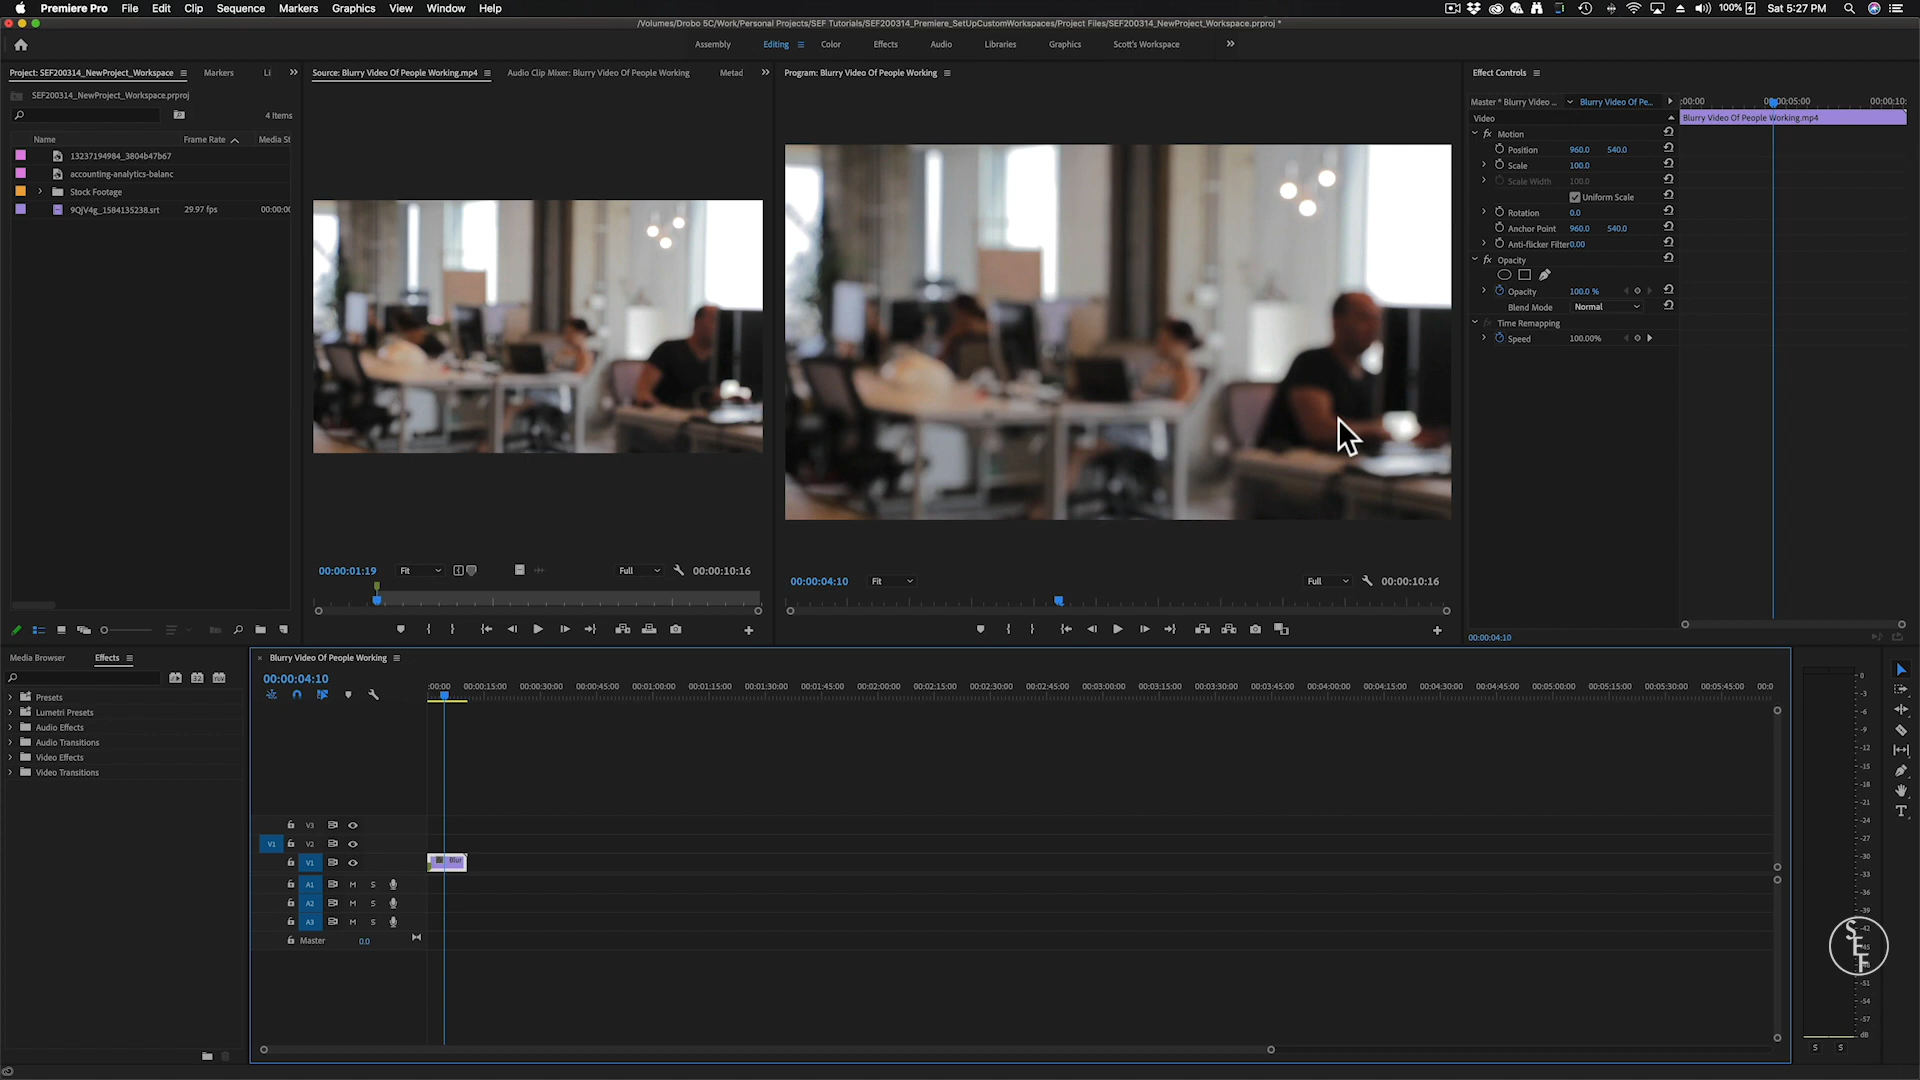 Premiere Pro File Edit Clip Sequence Markers Graphics View Window Help 100% Sat 5:27 PM
/Volumes/Drobo 5C/Work/Personal Projects/SEF Tutorials/SEF200314_Premiere_SetUpCustomWorkspaces/Project Files/SEF200314_NewProject_Workspace.prproj *
Assembly Editing Color Effects Audio Libraries Graphics Scott's Workspace
Project: SEF200314_NewProject_Workspace Markers Li
SEF200314_NewProject_Workspace.prproj
4 Items
Name Frame Rate Media St
13237194984_3804b47b67
accounting-analytics-balanc
Stock Footage
9QjV4g_1584135238.srt 29.97 fps 00:00:00
Source: Blurry Video Of People Working.mp4 Audio Clip Mixer: Blurry Video Of People Working Metad
00:00:01:19 Fit Full 00:00:10:16
Program: Blurry Video Of People Working
00:00:04:10 Fit Full 00:00:10:16
Effect Controls
Master * Blurry Video ... Blurry Video Of Pe... :00:00 00:00:05:00 00:00:10:
Video Blurry Video Of People Working.mp4
fx Motion
Position 960.0 540.0
Scale 100.0
Scale Width 100.0
Uniform Scale
Rotation 0.0
Anchor Point 960.0 540.0
Anti-flicker Filter 0.00
fx Opacity
Opacity 100.0 %
Blend Mode Normal
fx Time Remapping
Speed 100.00%
00:00:04:10
Media Browser Effects
Presets
Lumetri Presets
Audio Effects
Audio Transitions
Video Effects
Video Transitions
× Blurry Video Of People Working
00:00:04:10
:00:00 00:00:15:00 00:00:30:00 00:00:45:00 00:01:00:00 00:01:15:00 00:01:30:00 00:01:45:00 00:02:00:00 00:02:15:00 00:02:30:00 00:02:45:00 00:03:00:00 00:03:15:00 00:03:30:00 00:03:45:00 00:04:00:00 00:04:15:00 00:04:30:00 00:04:45:00 00:05:00:00 00:05:15:00 00:05:30:00 00:05:45:00 00:0
V3
V1 V2
V1 Blur
A1 M S
A2 M S
A3 M S
Master 0.0
0
-3
-6
-9
-12
-15
-18
-21
-24
-27
-30
-33
-36
-39
-42
-45
-51
-54
-57
dB
S S
SEF